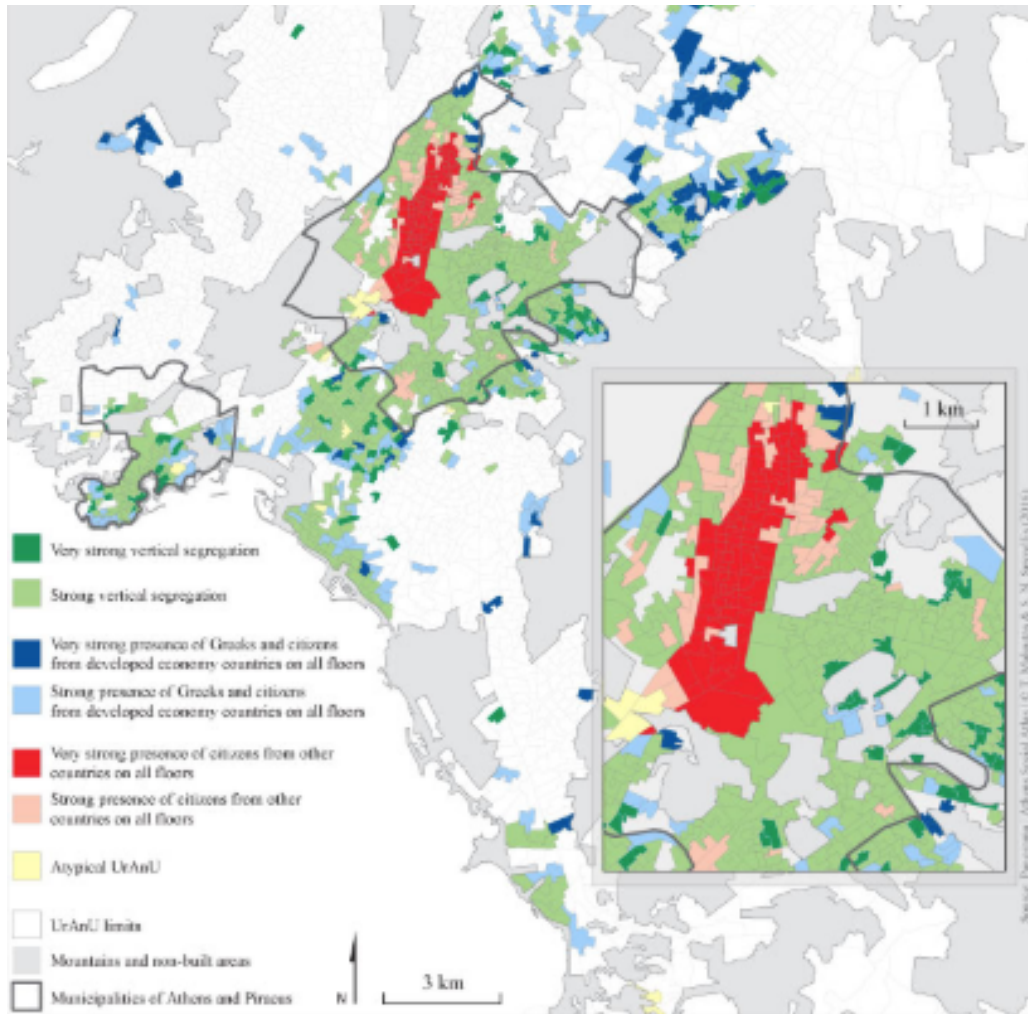 1 km
Very strong vertical segregation
Strong vertical segregation
Very strong presence of Greeks and citizens
from developed economy countries on all floors
Strong presence of Greeks and citizens
from developed economy countries on all floors
Very strong presence of citizens from other
countries on all floors
Strong presence of citizens from other
countries on all floors
Atypical UrAnU
UrAnU limits
Mountains and non-built areas
Municipalities of Athens and Piraeus
N
3 km